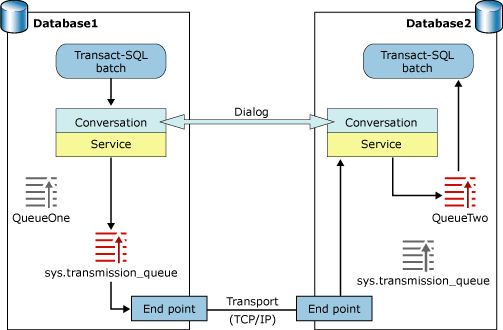 Database1
Transact-SQL
batch
Conversation
Service
QueueOne
sys.transmission_queue
End point
Dialog
Transport
(TCP/IP)
Database2
Transact-SQL
batch
Conversation
Service
QueueTwo
sys.transmission_queue
End point